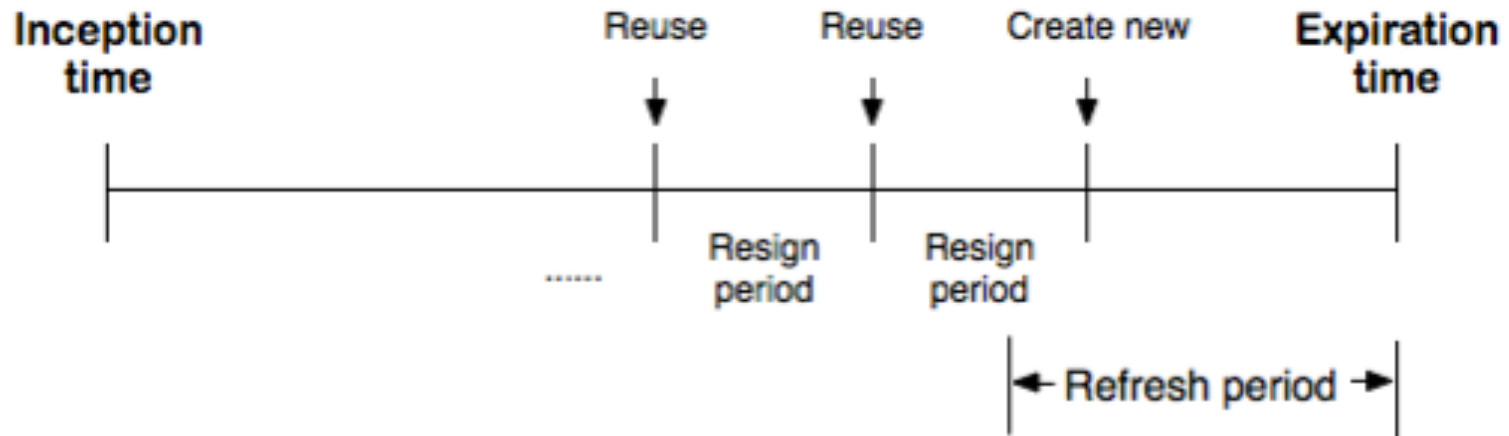 Inception
time
Reuse
Reuse
Create new
Expiration
time
......
Resign
period
Resign
period
Refresh period